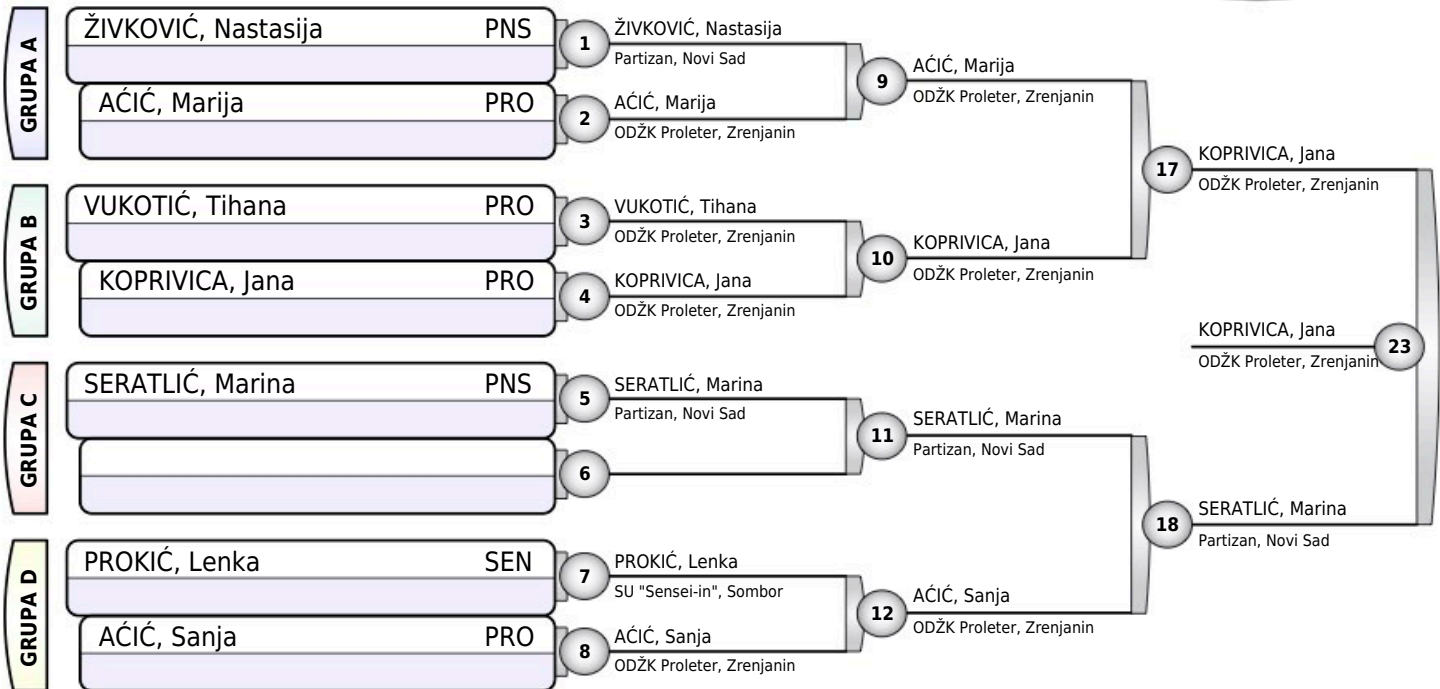 GRUPA A
ŽIVKOVIĆ, Nastasija PNS
AĆIĆ, Marija PRO
1
ŽIVKOVIĆ, Nastasija
Partizan, Novi Sad
2
AĆIĆ, Marija
ODŽK Proleter, Zrenjanin
9
AĆIĆ, Marija
ODŽK Proleter, Zrenjanin
GRUPA B
VUKOTIĆ, Tihana PRO
KOPRIVICA, Jana PRO
3
VUKOTIĆ, Tihana
ODŽK Proleter, Zrenjanin
4
KOPRIVICA, Jana
ODŽK Proleter, Zrenjanin
10
KOPRIVICA, Jana
ODŽK Proleter, Zrenjanin
17
KOPRIVICA, Jana
ODŽK Proleter, Zrenjanin
KOPRIVICA, Jana
ODŽK Proleter, Zrenjanin
23
GRUPA C
SERATLIĆ, Marina PNS
5
SERATLIĆ, Marina
Partizan, Novi Sad
6
11
SERATLIĆ, Marina
Partizan, Novi Sad
GRUPA D
PROKIĆ, Lenka SEN
AĆIĆ, Sanja PRO
7
PROKIĆ, Lenka
SU "Sensei-in", Sombor
8
AĆIĆ, Sanja
ODŽK Proleter, Zrenjanin
12
AĆIĆ, Sanja
ODŽK Proleter, Zrenjanin
18
SERATLIĆ, Marina
Partizan, Novi Sad